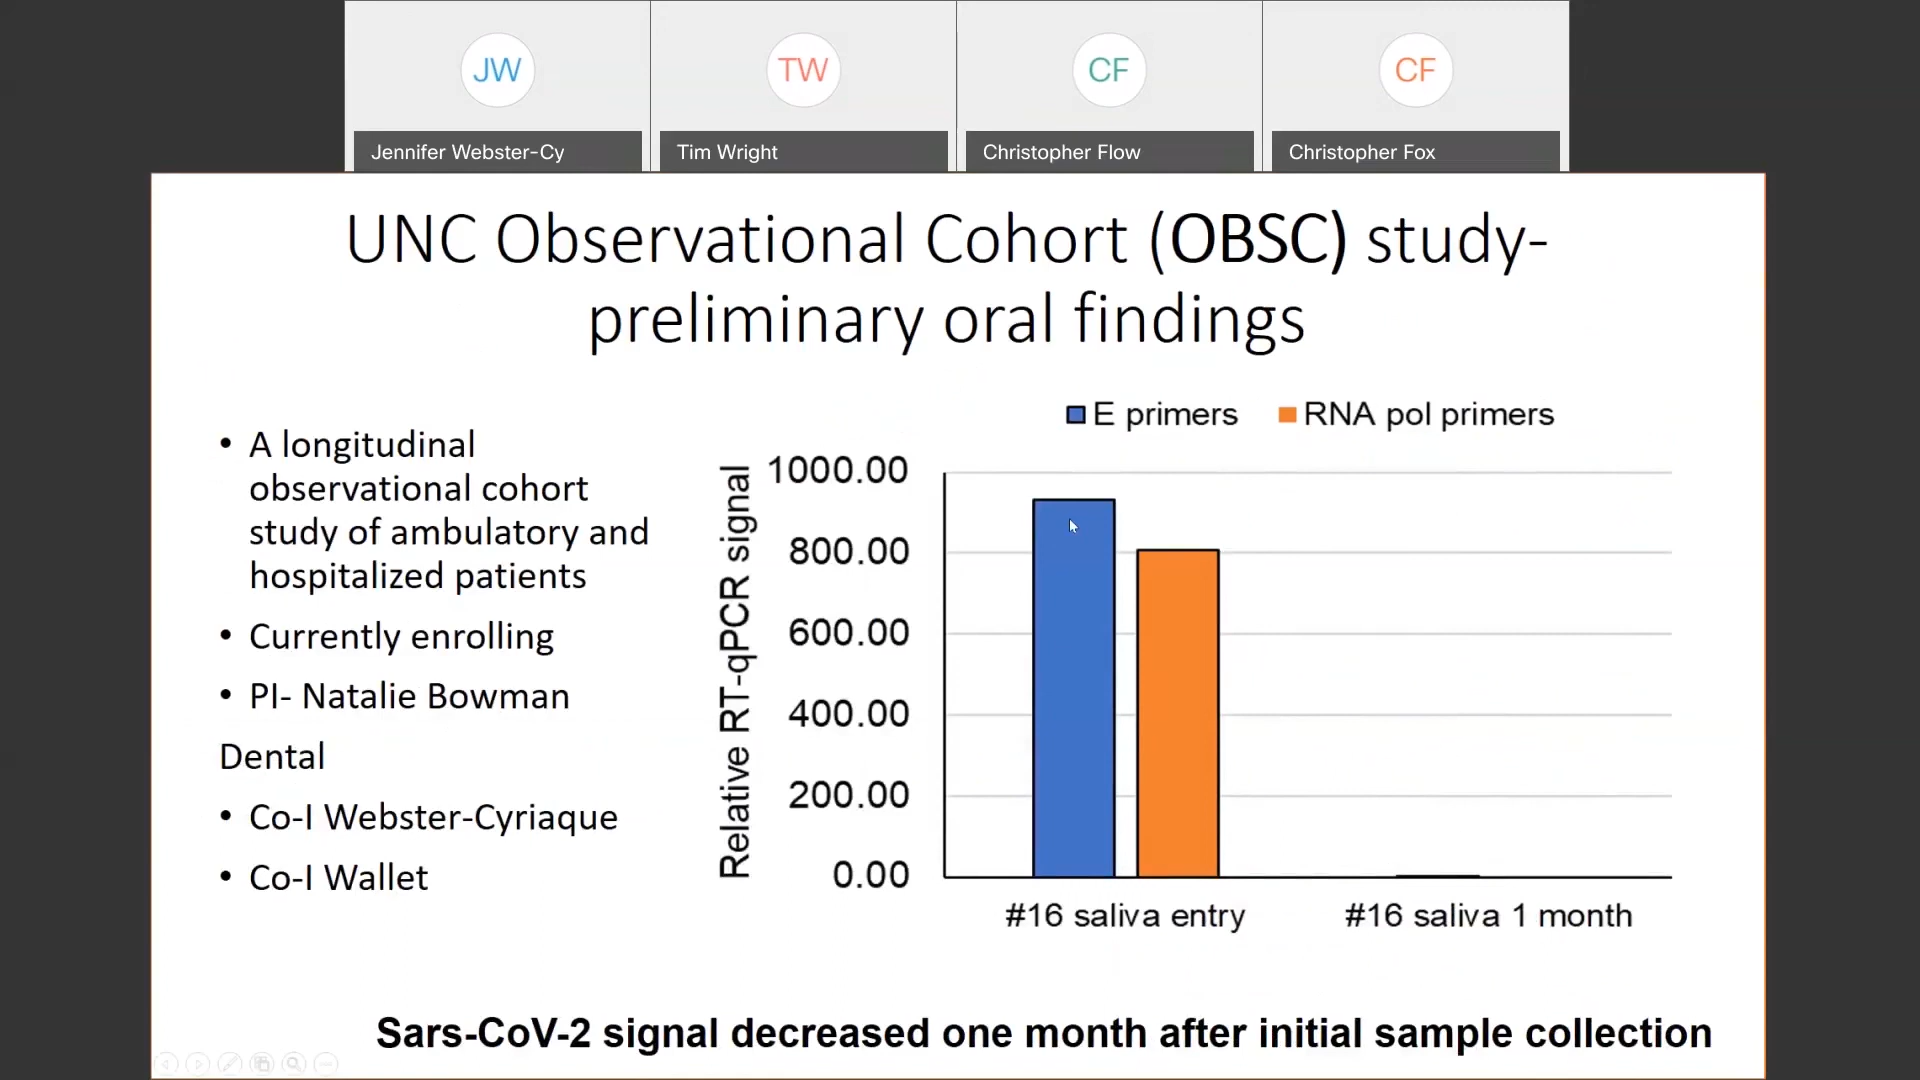 JW
TW
CF
CF
Jennifer Webster-Cy
Tim Wright
Christopher Flow
Christopher Fox
UNC Observational Cohort (OBSC) study-
preliminary oral findings
• A longitudinal
observational cohort
study of ambulatory and
hospitalized patients
• Currently enrolling
• PI- Natalie Bowman
Dental
• Co-I Webster-Cyriaque
• Co-I Wallet
E primers
RNA pol primers
Relative RT-qPCR signal
1000.00
800.00
600.00
400.00
200.00
0.00
#16 saliva entry
#16 saliva 1 month
Sars-CoV-2 signal decreased one month after initial sample collection